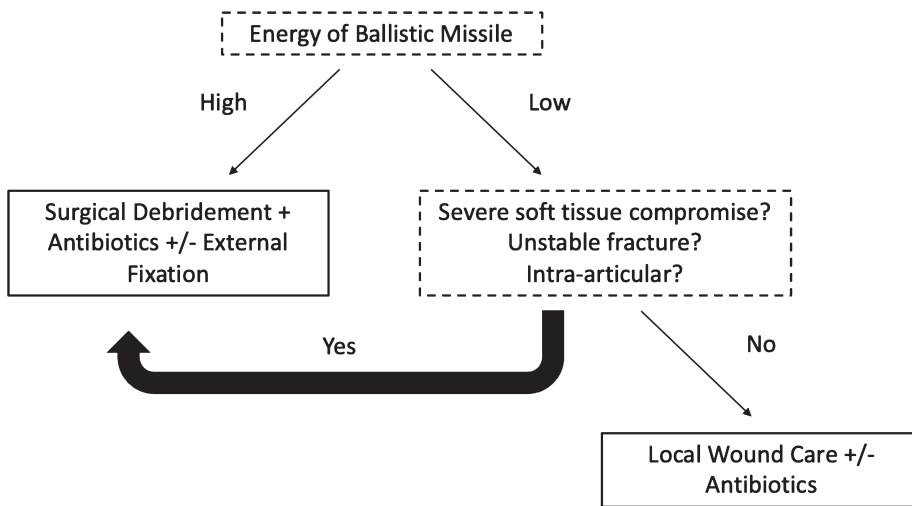 Energy of Ballistic Missile
High
Low
Surgical Debridement +
Antibiotics +/- External
Fixation
Severe soft tissue compromise?
Unstable fracture?
Intra-articular?
Yes
No
Local Wound Care +/-
Antibiotics